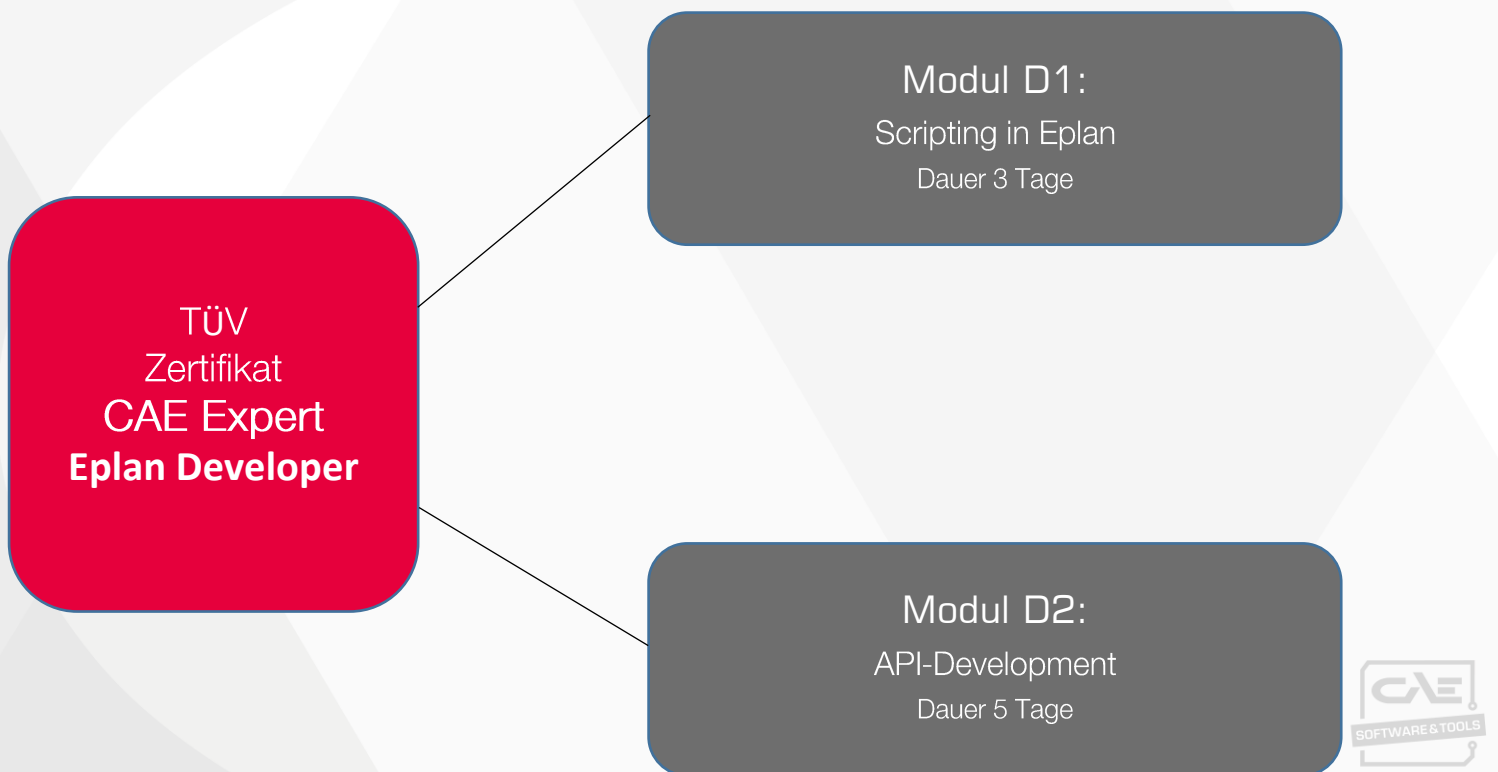 TÜV
Zertifikat
CAE Expert
Eplan Developer
Modul D1:
Scripting in Eplan
Dauer 3 Tage
Modul D2:
API-Development
Dauer 5 Tage
CAE
SOFTWARE & TOOLS